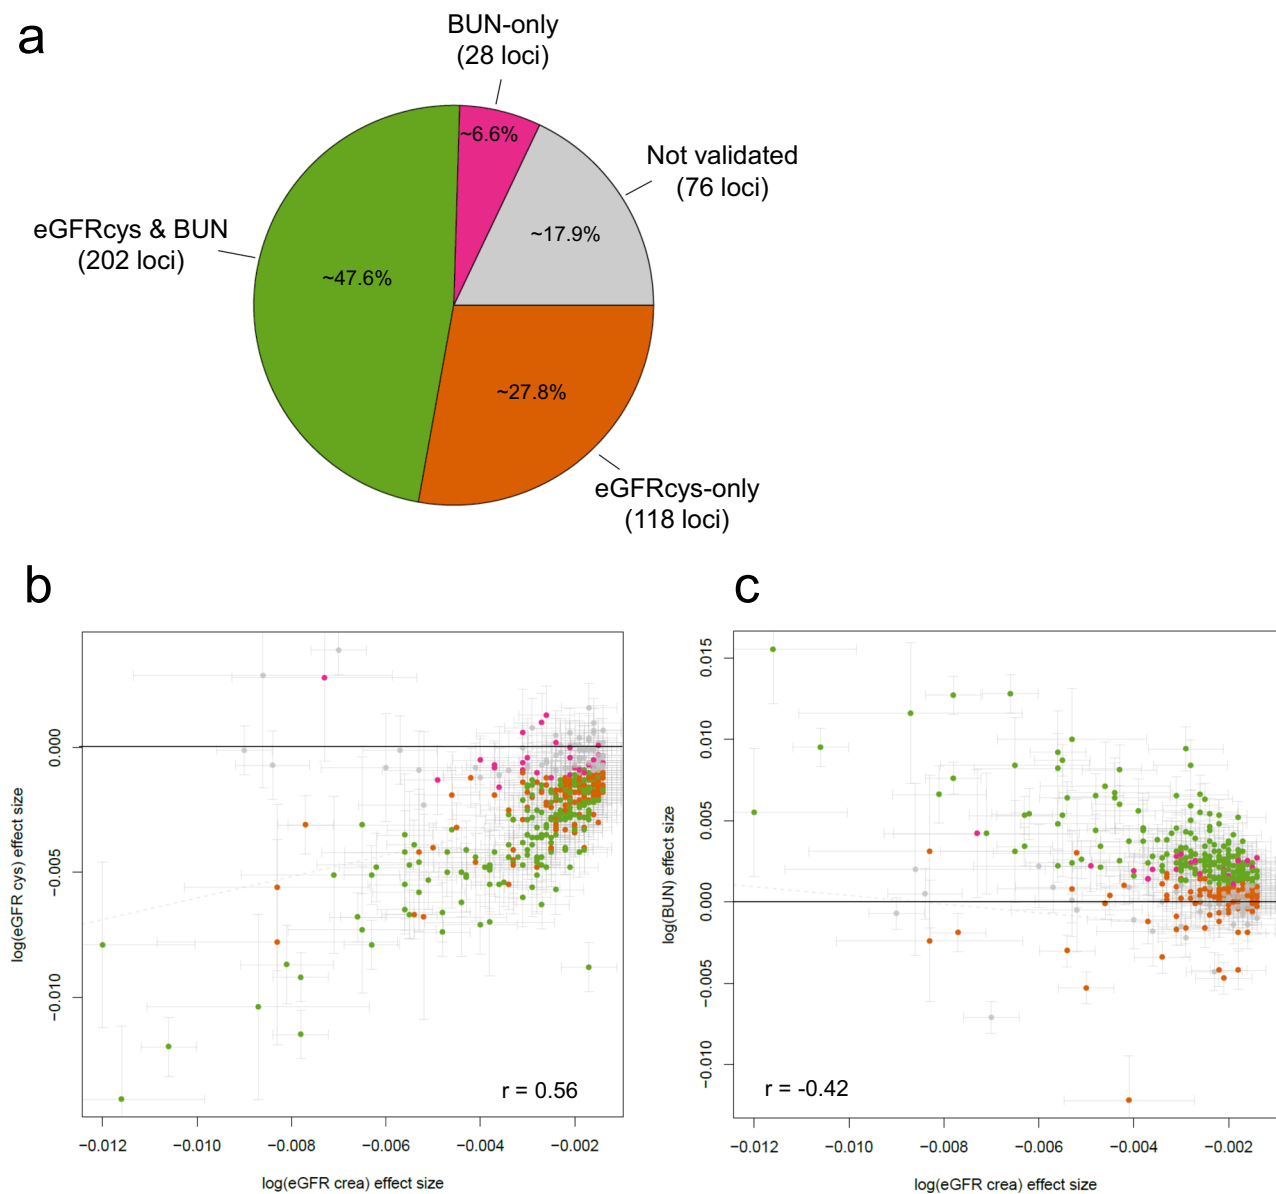 a
BUN-only
(28 loci)
~6.6%
Not validated
(76 loci)
~17.9%
eGFRcys & BUN
(202 loci)
~47.6%
~27.8%
eGFRcys-only
(118 loci)
b
log(eGFR cys) effect size
0.000
−0.005
−0.010
r = 0.56
−0.012
−0.010
−0.008
−0.006
−0.004
−0.002
log(eGFR crea) effect size
c
log(BUN) effect size
0.015
0.010
0.005
0.000
−0.005
−0.010
r = -0.42
−0.012
−0.010
−0.008
−0.006
−0.004
−0.002
log(eGFR crea) effect size